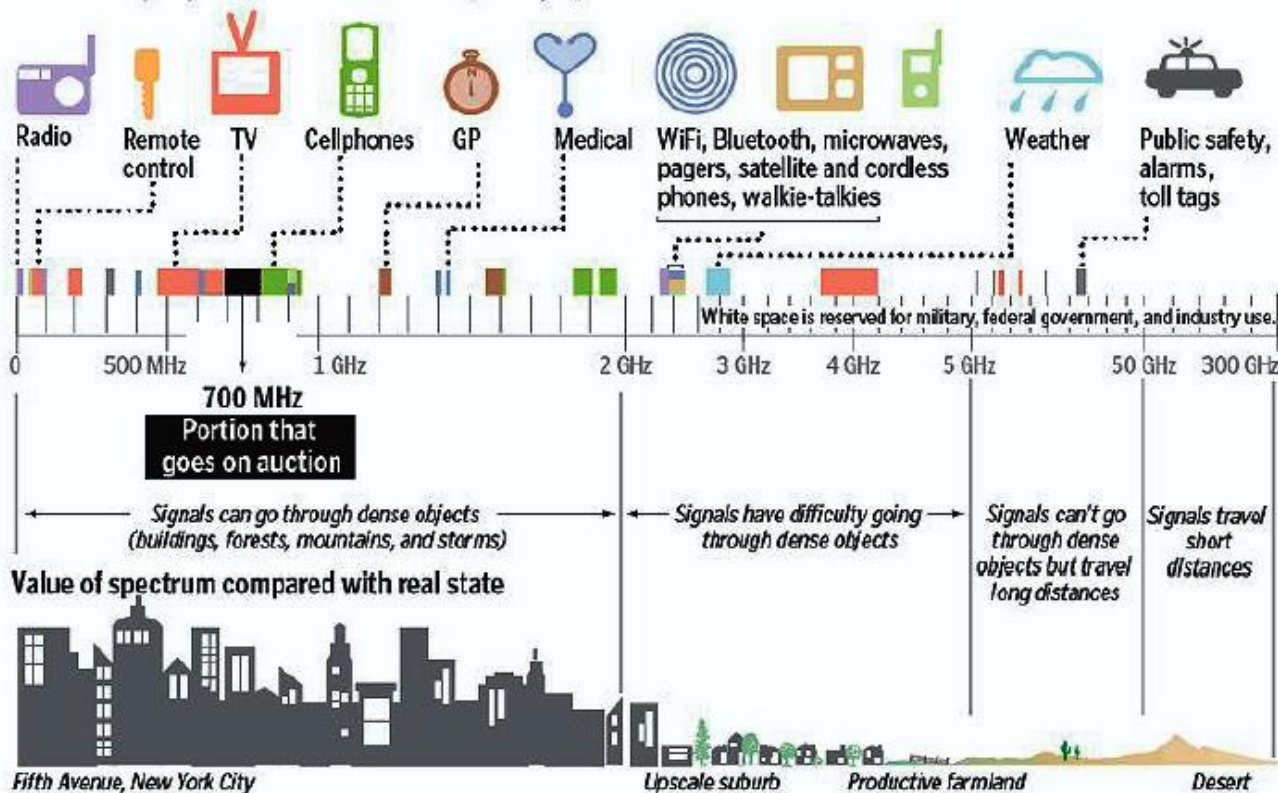 Radio
Remote
control
TV
Cellphones
GP
Medical
WiFi, Bluetooth, microwaves,
pagers, satellite and cordless
phones, walkie-talkies
Weather
Public safety,
alarms,
toll tags
N
White space is reserved for military, federal government, and industry use.
0
500 MHz
1 GHz
2 GHz
3 GHz
4 GHz
5 GHz
50 GHz
300 GHz
700 MHz
Portion that
goes on auction
Signals can go through dense objects
(buildings, forests, mountains, and storms)
Signals have difficulty going
through dense objects
Signals can't go
through dense
objects but travel
long distances
Signals travel
short
distances
Value of spectrum compared with real state
Fifth Avenue, New York City
Upscale suburb
Productive farmland
Desert